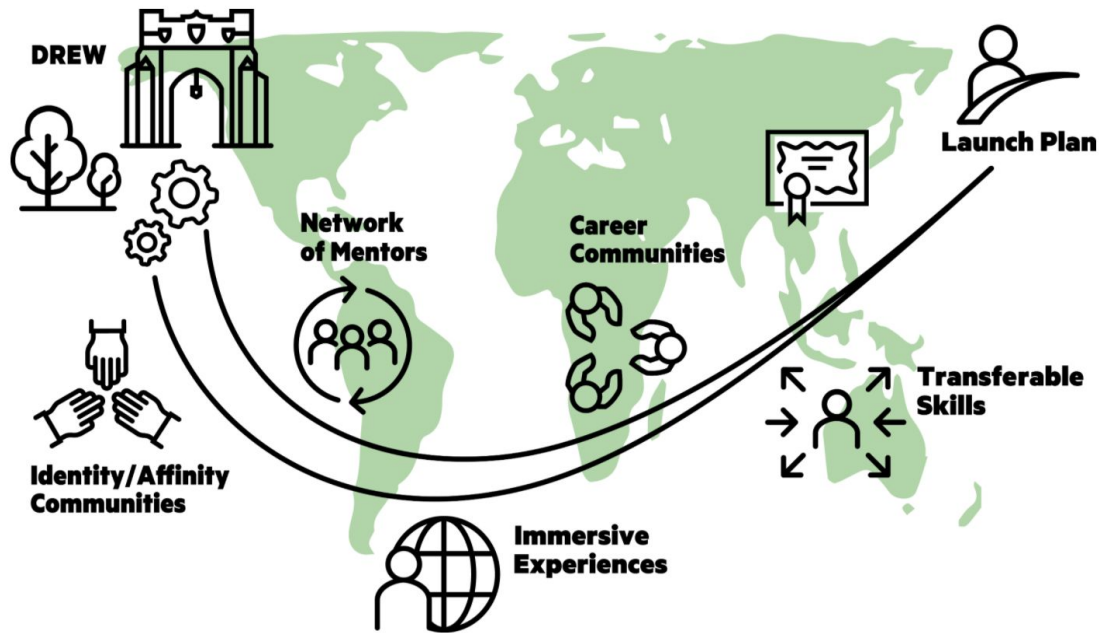 DREW
Launch Plan
Network
of Mentors
Career
Communities
Transferable
Skills
Identity/Affinity
Communities
Immersive
Experiences